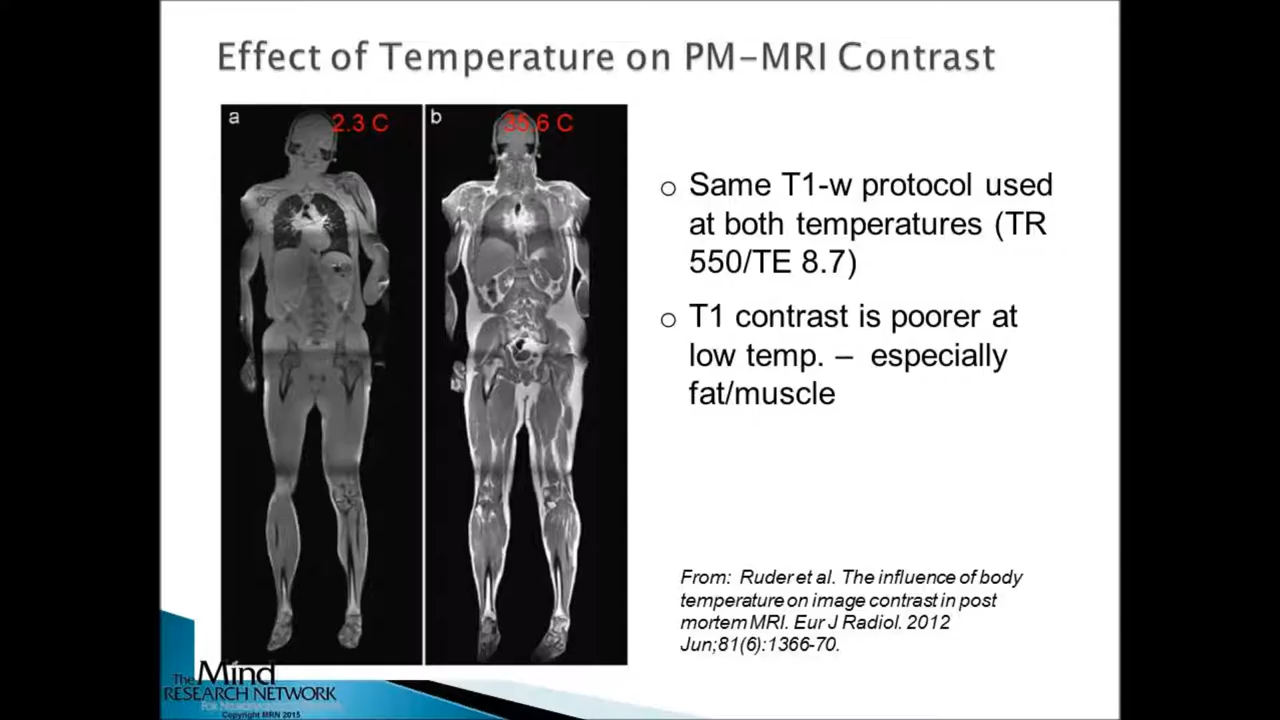 Effect of Temperature on PM-MRI Contrast
a
2.3 C
b
35.6 C
o Same T1-w protocol used
at both temperatures (TR
550/TE 8.7)
o T1 contrast is poorer at
low temp. – especially
fat/muscle
From: Ruder et al. The influence of body
temperature on image contrast in post
mortem MRI. Eur J Radiol. 2012
Jun;81(6):1366-70.
The Mind
RESEARCH NETWORK
Copyright MRN 2015